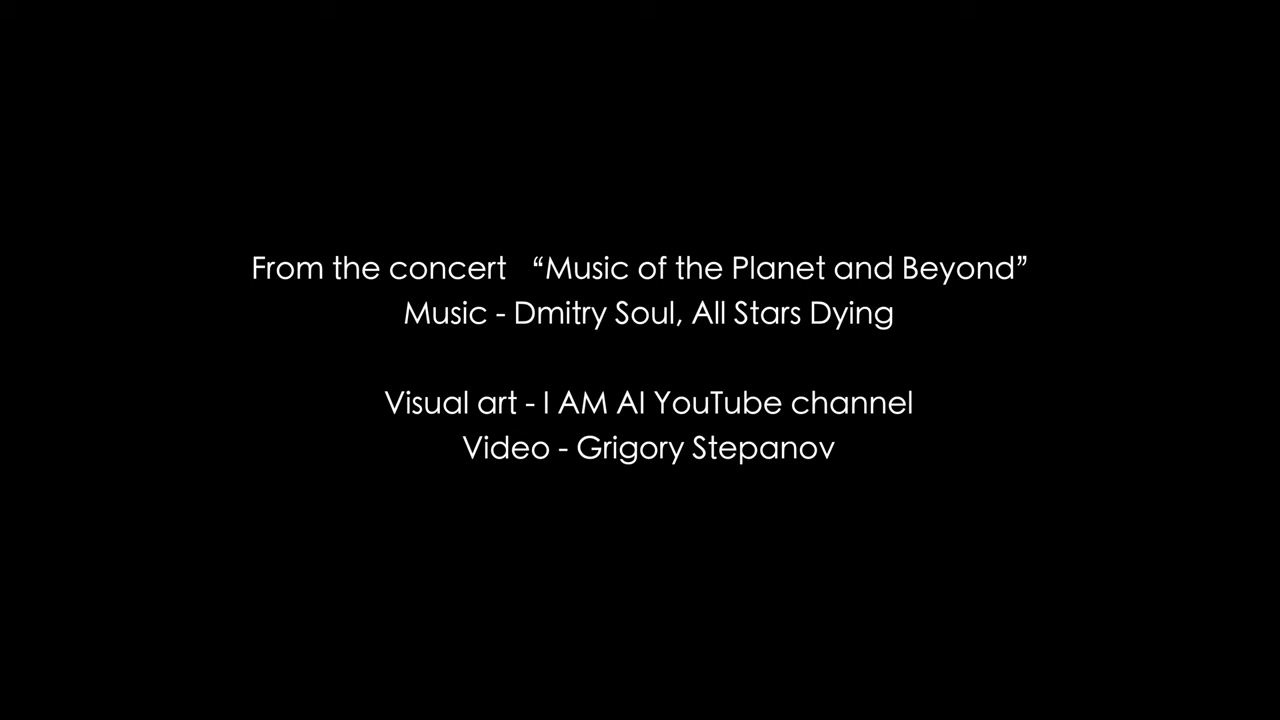 From the concert “Music of the Planet and Beyond”
Music - Dmitry Soul, All Stars Dying
Visual art - I AM AI YouTube channel
Video - Grigory Stepanov